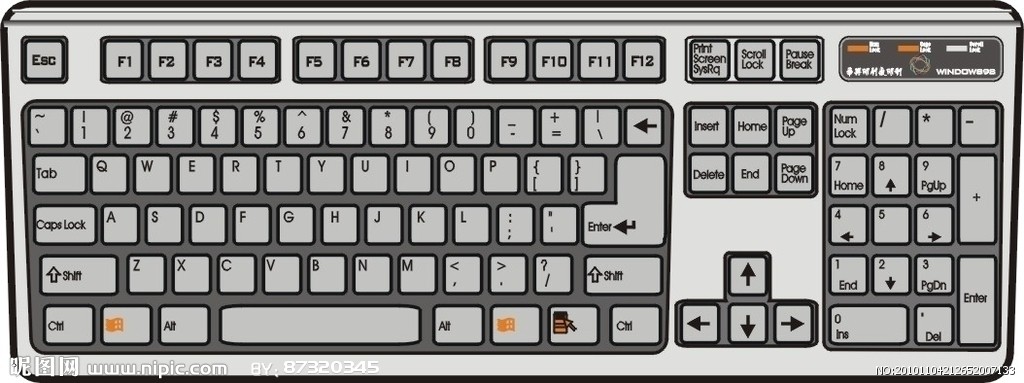 Esc F1 F2 F3 F4 F5 F6 F7 F8 F9 F10 F11 F12
Print Screen SysRq
Scroll Lock
Pause Break
WINDOWS98
~ `
! 1
@ 2
# 3
$ 4
% 5
^ 6
& 7
* 8
( 9
) 0
_ -
+ =
| \
Insert Home Page Up
Num Lock / * -
Tab Q W E R T Y U I O P { [ } ]
Delete End Page Down
7 Home
8
9 PgUp
+
Caps Lock A S D F G H J K L : ; " ' Enter
4 5 6
Shift Z X C V B N M < , > . ? / Shift
1 End
2
3 PgDn
Enter
Ctrl Alt Alt Ctrl
0 Ins
. Del
昵图网 www.nipic.com BY: 87320345
NO:20101104212652007133